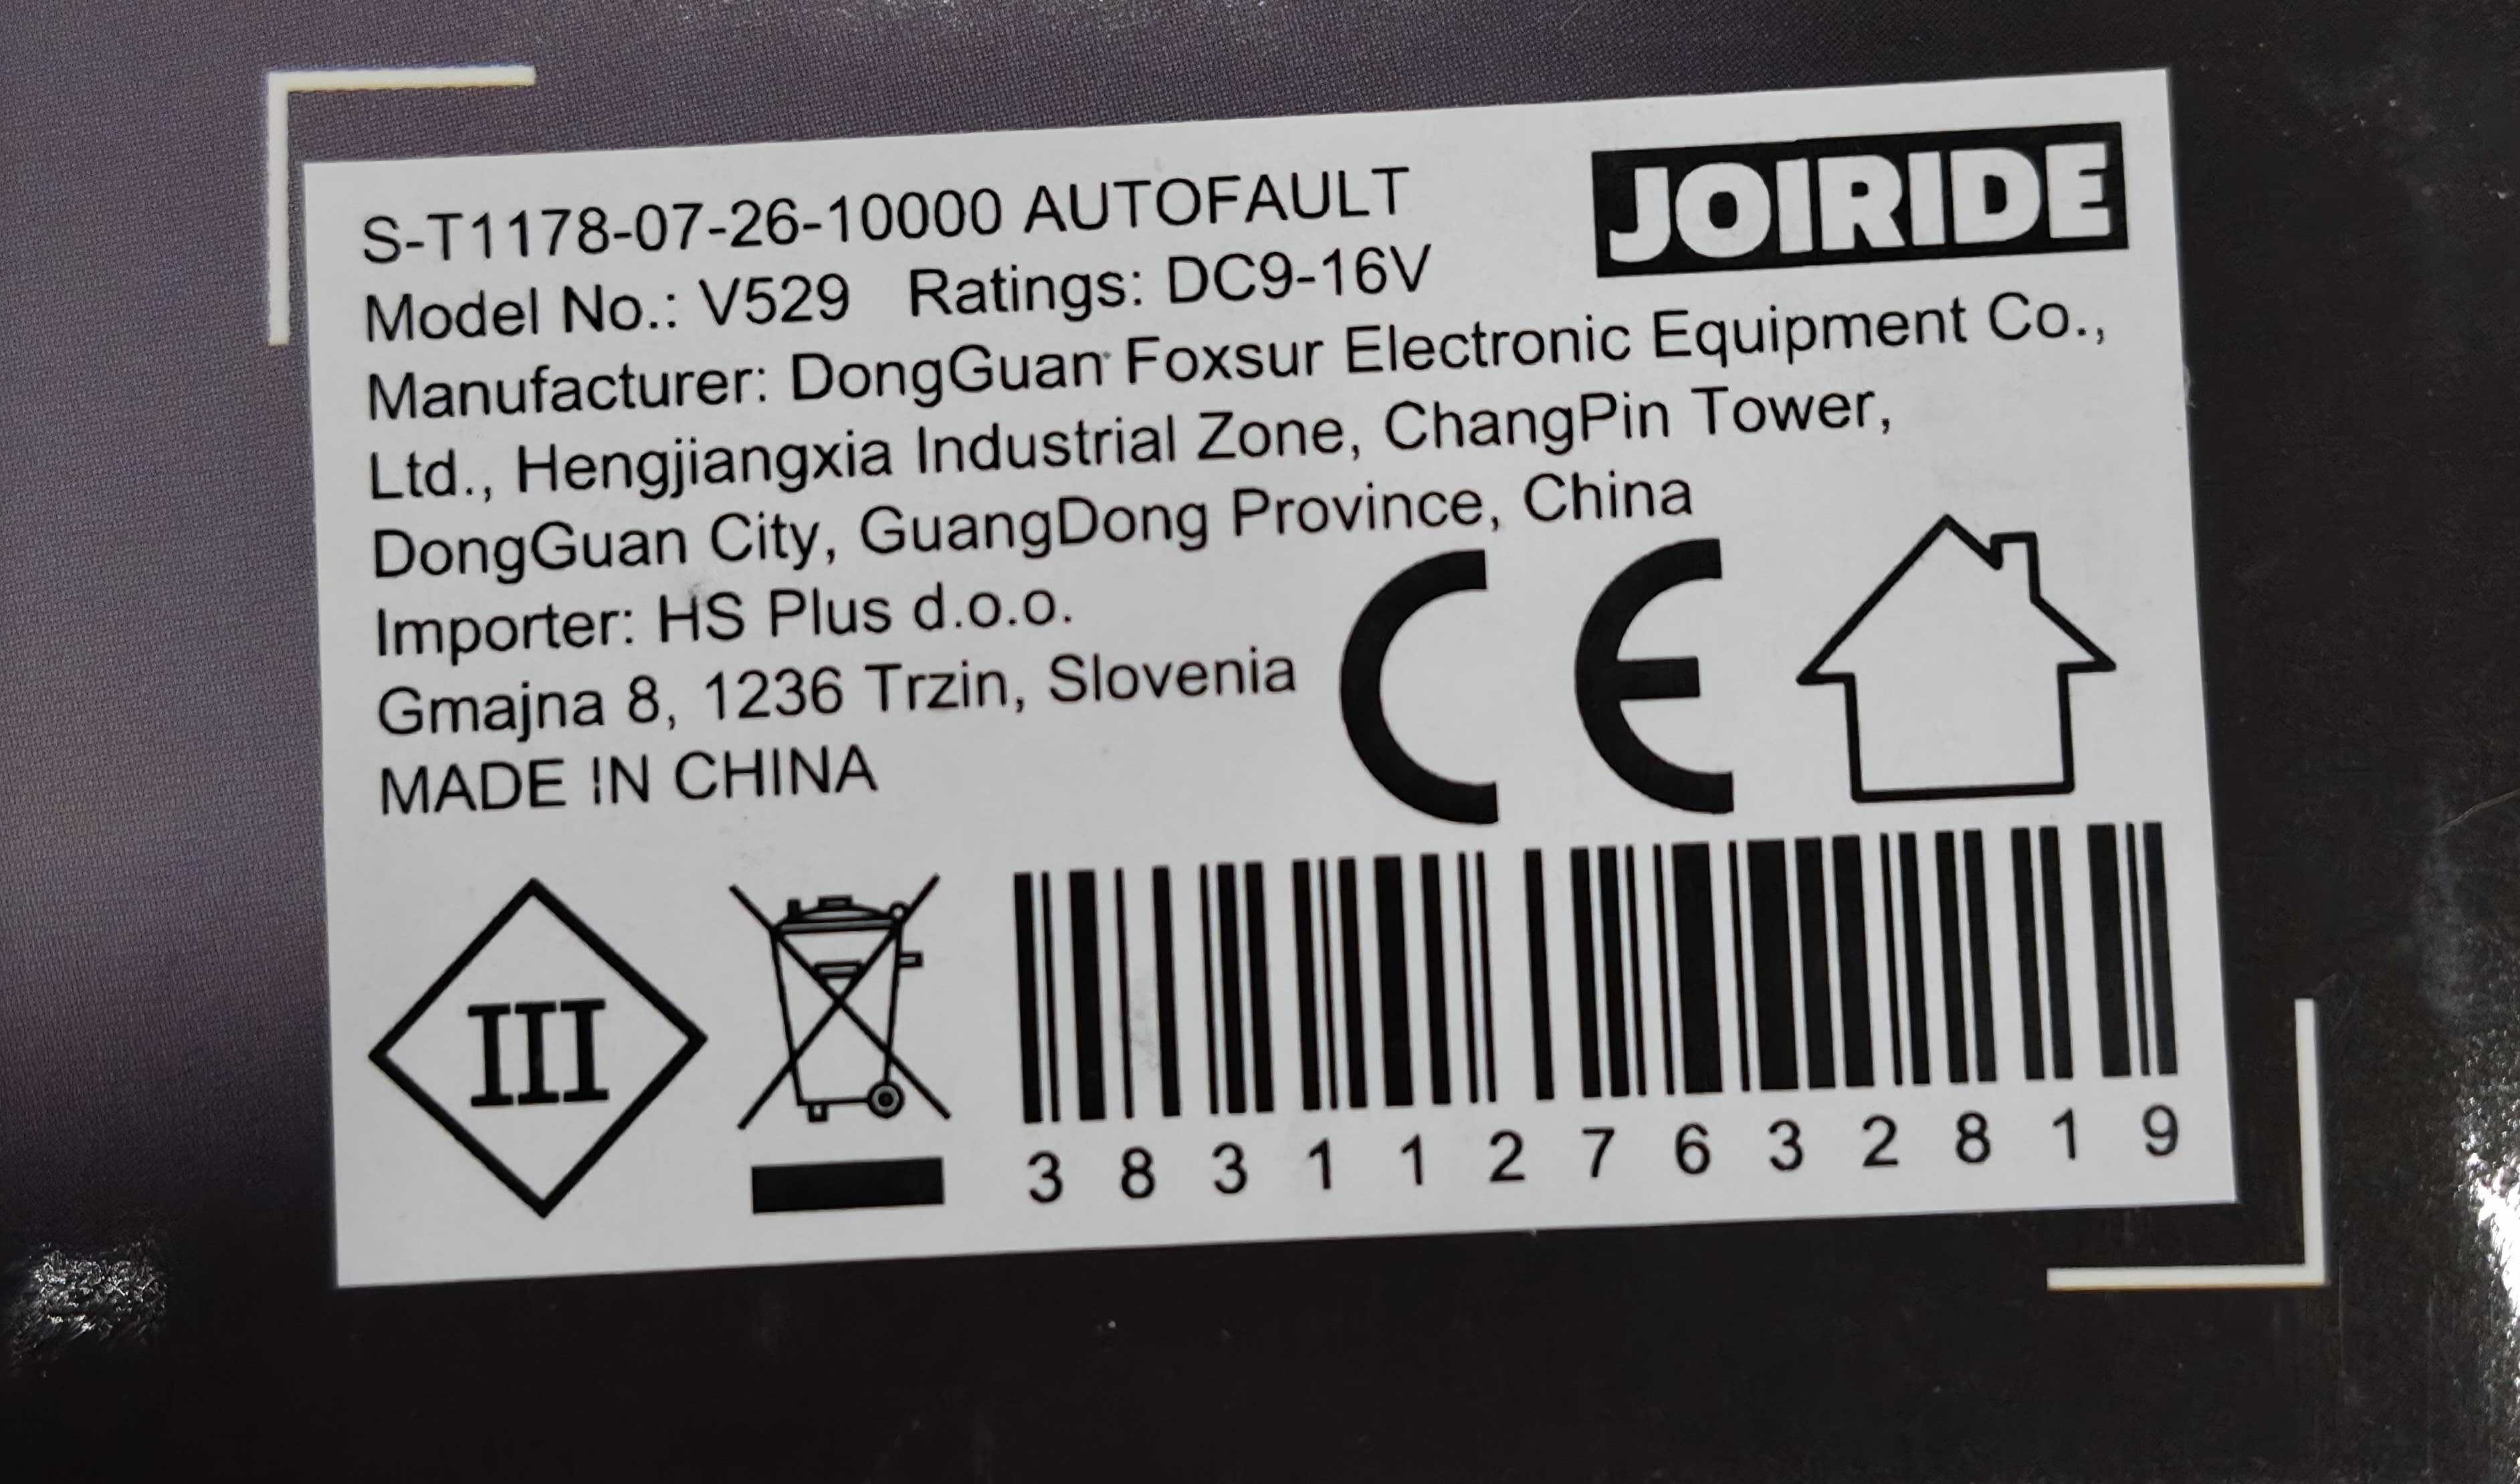 S-T1178-07-26-10000 AUTOFAULT
JOIRIDE
Model No.: V529 Ratings: DC9-16V
Manufacturer: DongGuan Foxsur Electronic Equipment Co.,
Ltd., Hengjiangxia Industrial Zone, ChangPin Tower,
DongGuan City, GuangDong Province, China
Importer: HS Plus d.o.o.
Gmajna 8, 1236 Trzin, Slovenia
MADE IN CHINA
CE
III
3 8 3 1 1 2 7 6 3 2 8 1 9